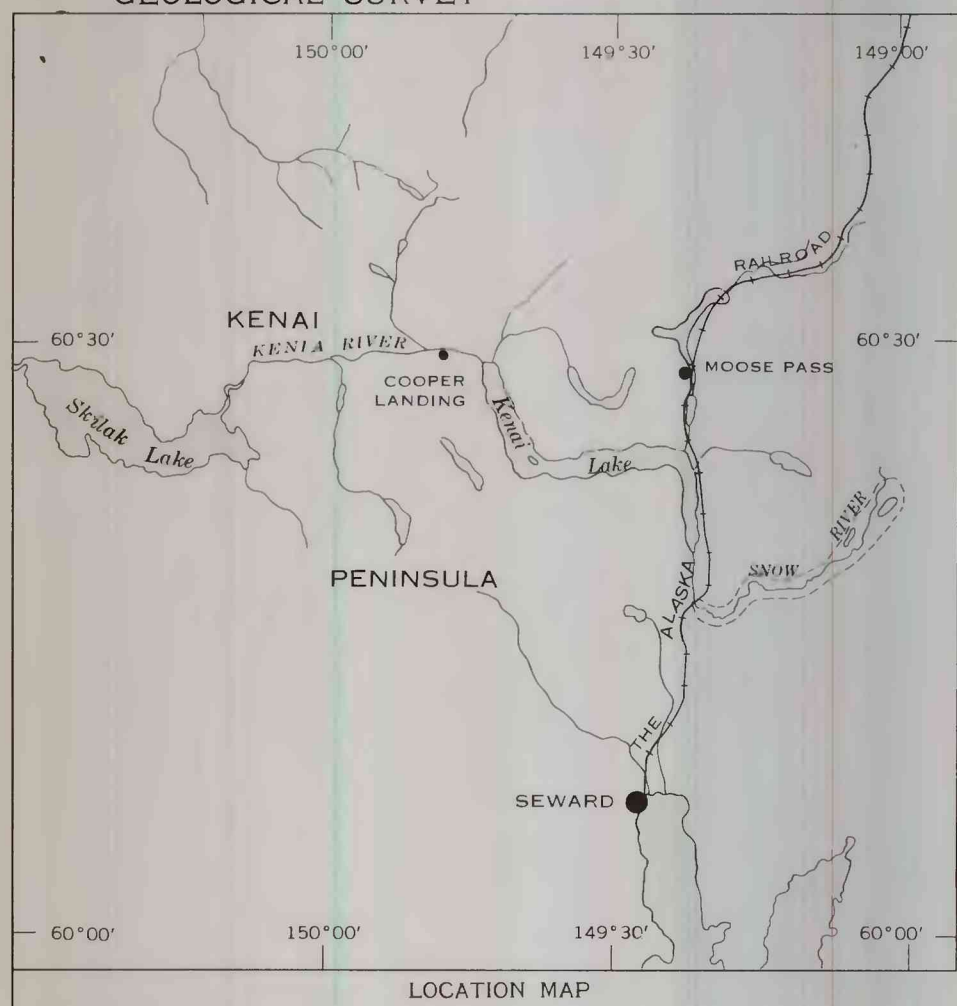 GEOLOGICAL SURVEY
150°00' 149°30' 149°00'
RAILROAD
KENAI
60°30' KENIA RIVER 60°30'
MOOSE PASS
COOPER
LANDING
Skilak
Lake
Kenai
Lake
RIVER
SNOW
PENINSULA
ALASKA
THE
SEWARD
60°00' 150°00' 149°30' 60°00'
LOCATION MAP